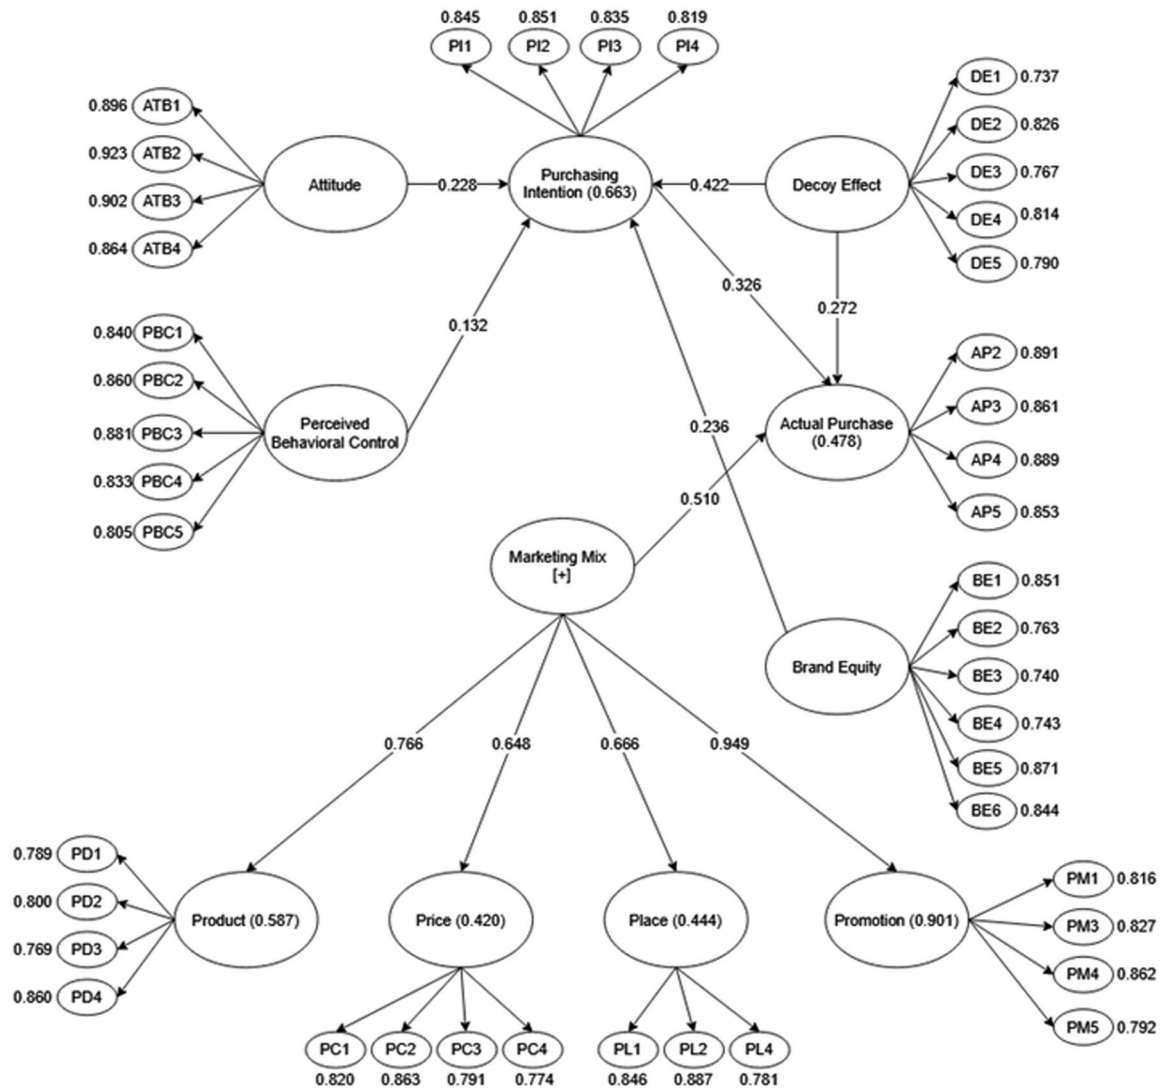 0.845 0.851 0.835 0.819
PI1 PI2 PI3 PI4
0.896 ATB1
0.923 ATB2
0.902 ATB3
0.864 ATB4
Attitude
0.228
Purchasing
Intention (0.663)
0.422
Decoy Effect
DE1 0.737
DE2 0.826
DE3 0.767
DE4 0.814
DE5 0.790
0.326
0.272
0.132
0.840 PBC1
0.860 PBC2
0.881 PBC3
0.833 PBC4
0.805 PBC5
Perceived
Behavioral Control
0.236
0.510
Actual Purchase
(0.478)
AP2 0.891
AP3 0.861
AP4 0.889
AP5 0.853
Marketing Mix
[+]
Brand Equity
BE1 0.851
BE2 0.763
BE3 0.740
BE4 0.743
BE5 0.871
BE6 0.844
0.766 0.648 0.666 0.949
0.789 PD1
0.800 PD2
0.769 PD3
0.860 PD4
Product (0.587)
Price (0.420)
Place (0.444)
Promotion (0.901)
PM1 0.816
PM3 0.827
PM4 0.862
PM5 0.792
PC1 PC2 PC3 PC4
0.820 0.863 0.791 0.774
PL1 PL2 PL4
0.846 0.887 0.781